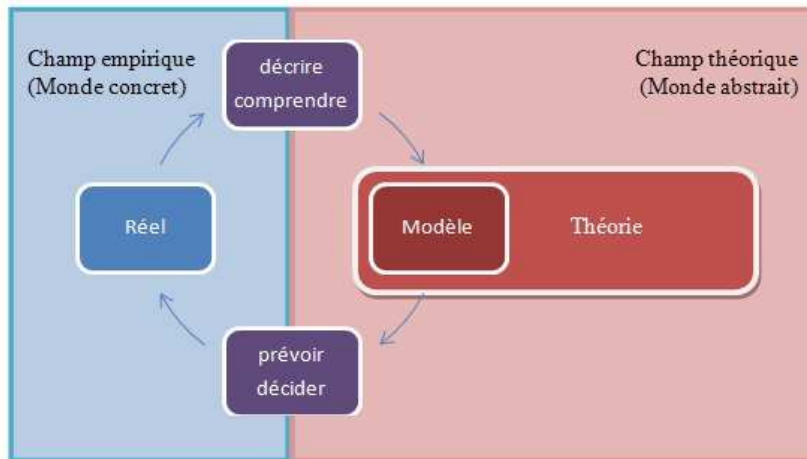 Champ empirique
(Monde concret)
décrire
comprendre
Champ théorique
(Monde abstrait)
Réel
Modèle
Théorie
prévoir
décider